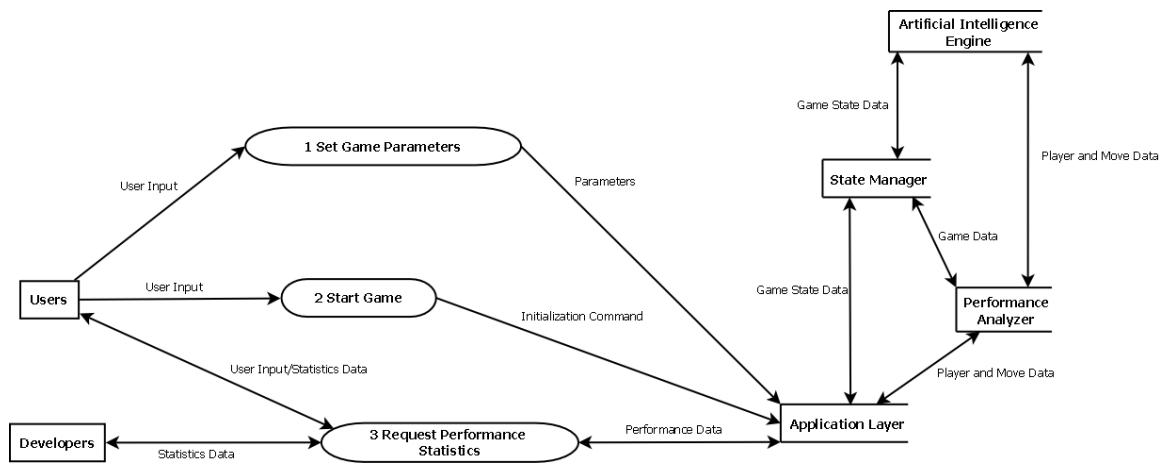 Artificial Intelligence
Engine
Game State Data
1 Set Game Parameters
Player and Move Data
State Manager
Parameters
User Input
Game Data
Users
User Input
2 Start Game
Game State Data
Performance
Analyzer
Initialization Command
User Input/Statistics Data
Player and Move Data
Application Layer
Developers
Statistics Data
3 Request Performance
Statistics
Performance Data